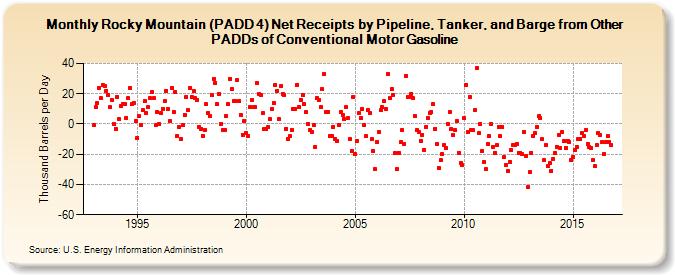 Monthly Rocky Mountain (PADD 4) Net Receipts by Pipeline, Tanker, and Barge from Other
PADDs of Conventional Motor Gasoline
Thousand Barrels per Day
40
20
0
-20
-40
-60
1995
2000
2005
2010
2015
Source: U.S. Energy Information Administration